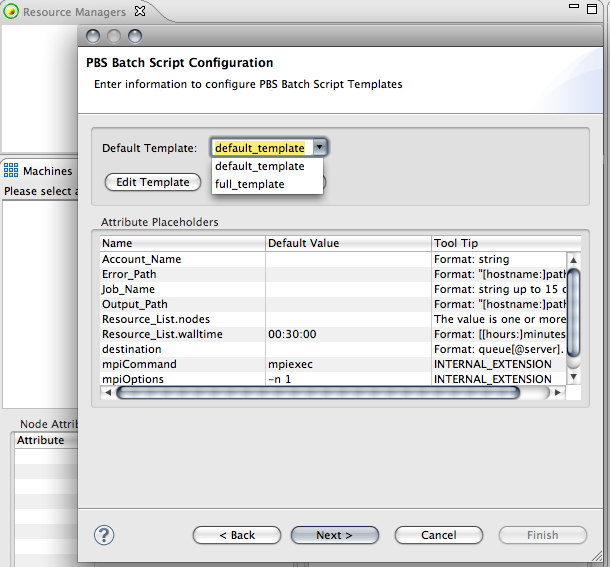 Resource Managers
PBS Batch Script Configuration
Enter information to configure PBS Batch Script Templates
Default Template: default_template
default_template
full_template
Edit Template
Machines
Please select a
Attribute Placeholders
Name Default Value Tool Tip
Account_Name Format: string
Error_Path Format: "[hostname:]path
Job_Name Format: string up to 15 c
Output_Path Format: "[hostname:]path
Resource_List.nodes The value is one or more
Resource_List.walltime 00:30:00 Format: [[hours:]minutes
destination Format: queue[@server].
mpiCommand mpiexec INTERNAL_EXTENSION
mpiOptions -n 1 INTERNAL_EXTENSION
Node Attrib
Attribute
? < Back Next > Cancel Finish